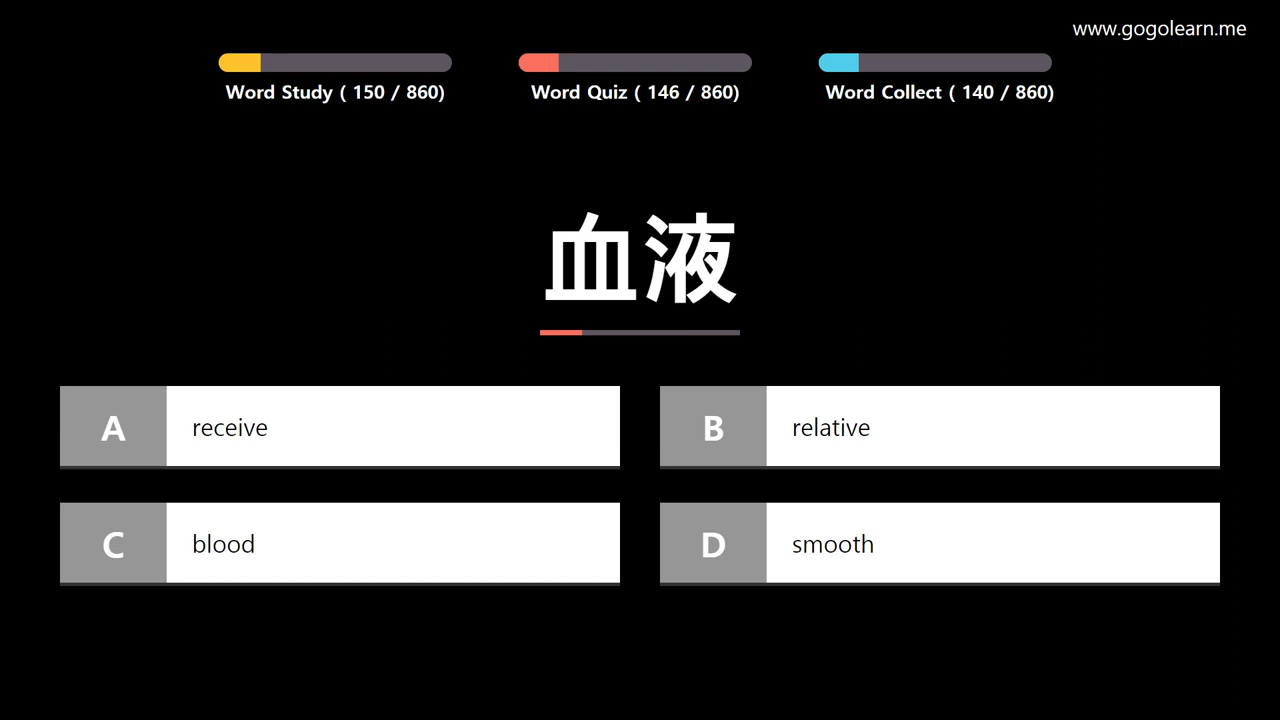 www.gogolearn.me
Word Study ( 150 / 860)
Word Quiz ( 146 / 860)
Word Collect ( 140 / 860)
血液
A receive
B relative
C blood
D smooth